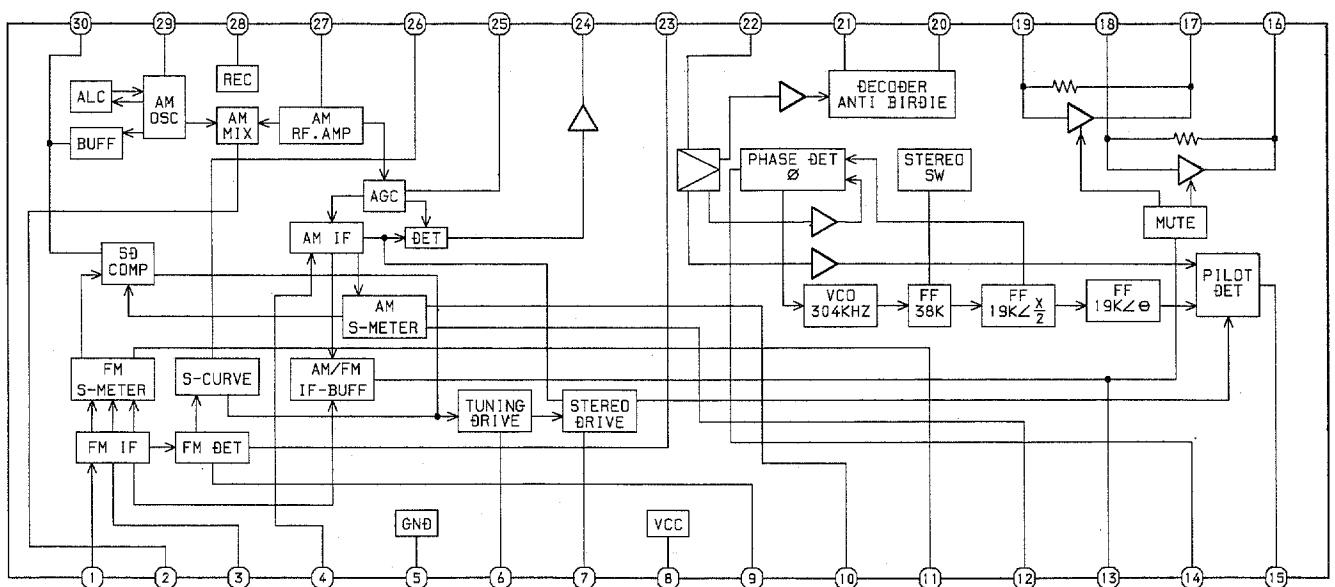 30 29 28 27 26 25 24 23 22 21 20 19 18 17 16
REC
ALC
AM
OSC
BUFF
AM
MIX
AM
RF.AMP
DECODER
ANTI BIRDIE
PHASE DET
Ø
STEREO
SW
AGC
MUTE
AM IF
DET
SD
COMP
PILOT
DET
AM
S-METER
VCO
304KHZ
FF
38K
FF
19K∠X/2
FF
19K∠θ
FM
S-METER
S-CURVE
AM/FM
IF-BUFF
TUNING
DRIVE
STEREO
DRIVE
FM IF
FM DET
GND
VCC
1 2 3 4 5 6 7 8 9 10 11 12 13 14 15